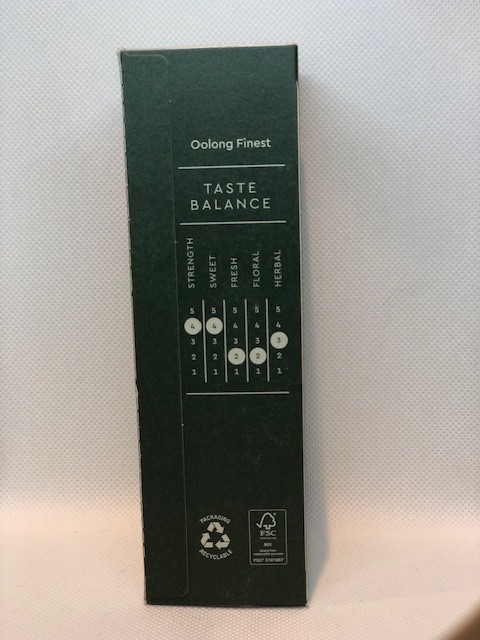 Oolong Finest
TASTE
BALANCE
STRENGTH SWEET FRESH FLORAL HERBAL
5 5 5 5 5
4 4 4 4 4
3 3 3 3 3
2 2 2 2 2
1 1 1 1 1
PACKAGING
RECYCLABLE
FSC
MIX